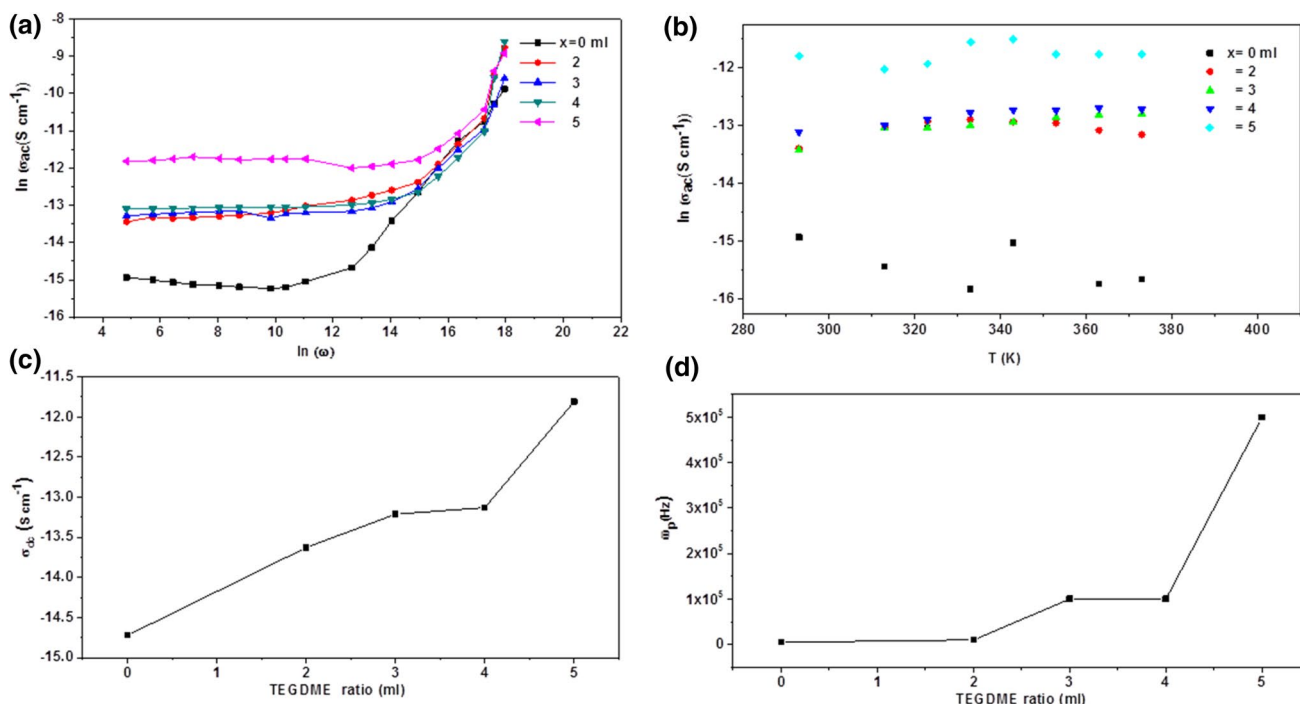 (a)
-8
-9
-10
-11
-12
-13
-14
-15
-16
ln (σac(S cm⁻¹))
x=0 ml
2
3
4
5
4 6 8 10 12 14 16 18 20 22
ln (ω)
(b)
-12
-13
-14
-15
-16
ln (σac(S cm⁻¹))
x= 0 ml
= 2
= 3
= 4
= 5
280 300 320 340 360 380 400
T (K)
(c)
-11.5
-12.0
-12.5
-13.0
-13.5
-14.0
-14.5
-15.0
σdc (S cm⁻¹)
0 1 2 3 4 5
TEGDME ratio (ml)
(d)
5x10⁵
4x10⁵
3x10⁵
2x10⁵
1x10⁵
0
ωp(Hz)
0 1 2 3 4 5
TEGDME ratio (ml)